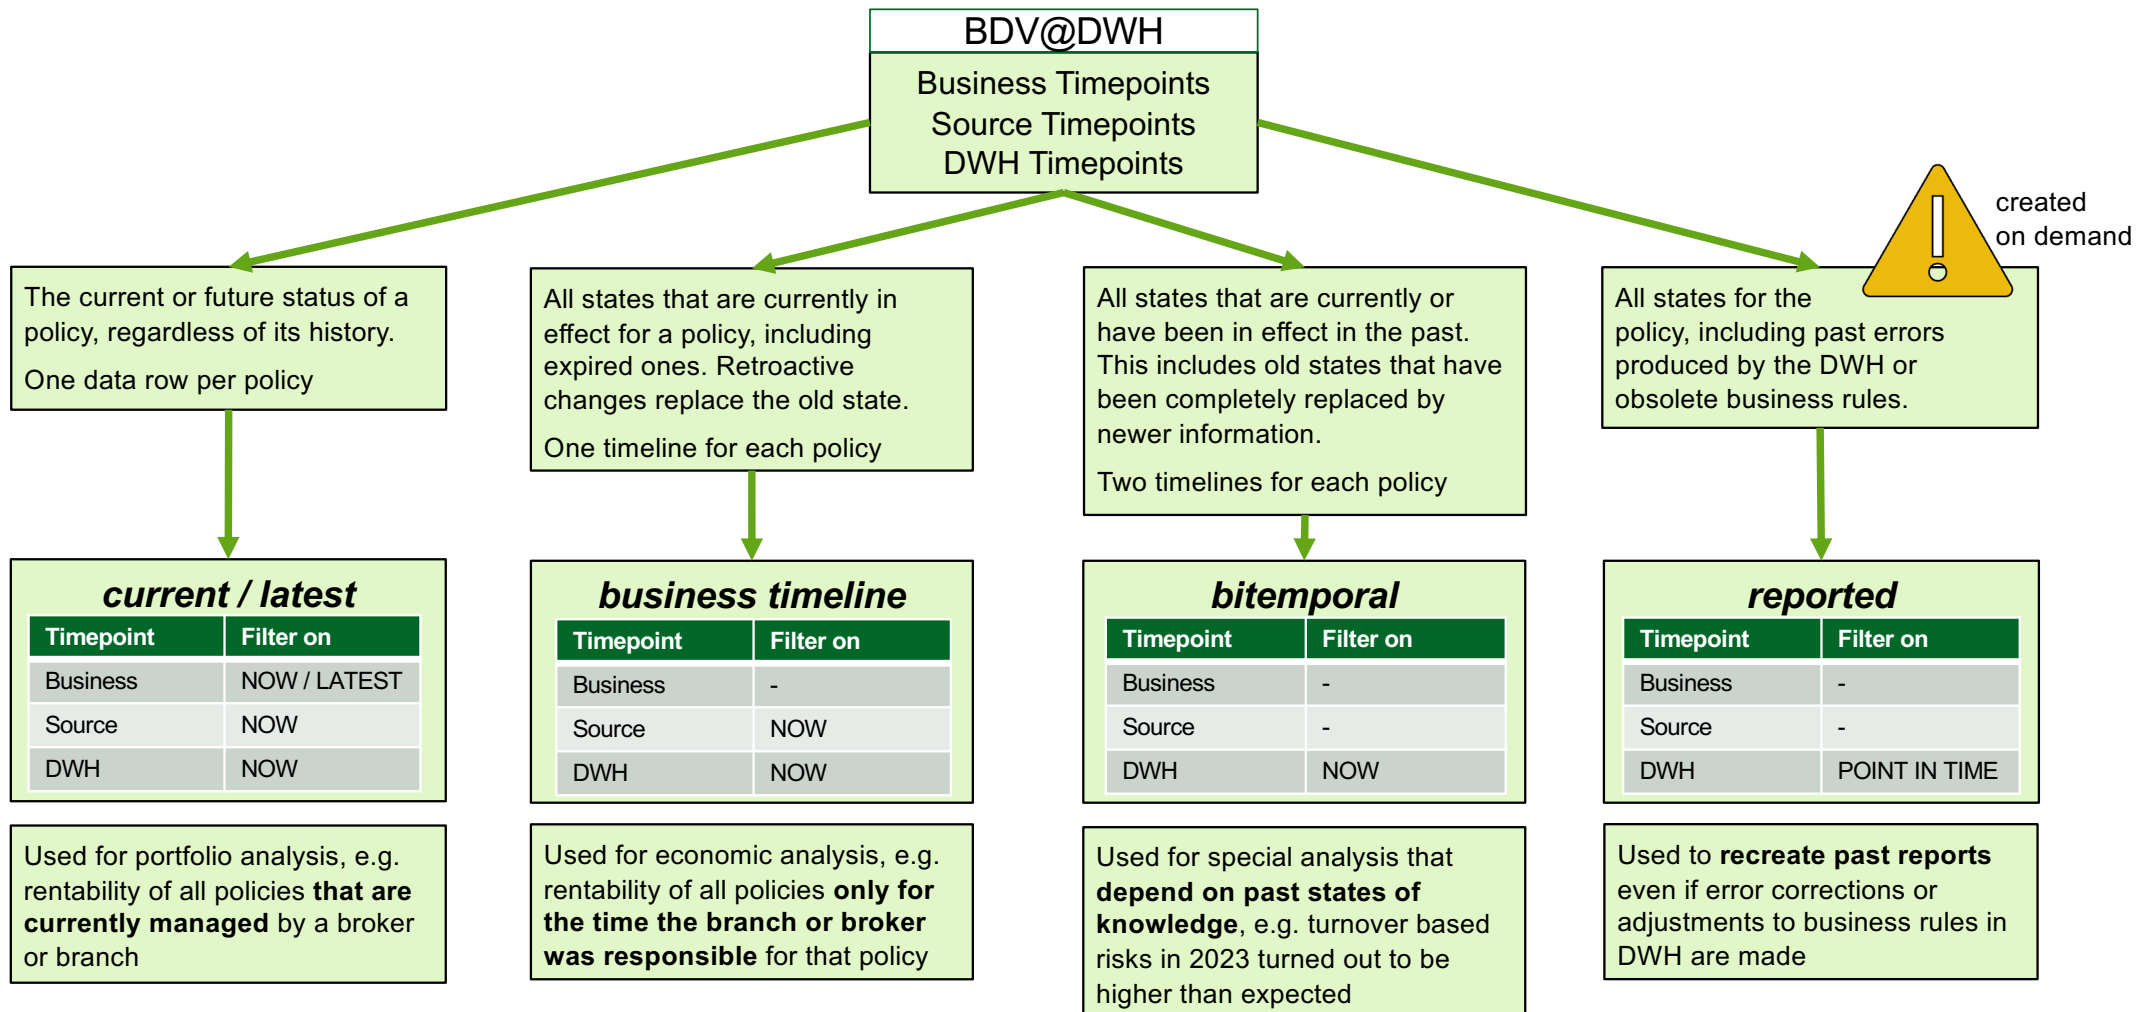 BDV@DWH
Business Timepoints
Source Timepoints
DWH Timepoints
created
on demand
The current or future status of a
policy, regardless of its history.
One data row per policy
All states that are currently in
effect for a policy, including
expired ones. Retroactive
changes replace the old state.
One timeline for each policy
All states that are currently or
have been in effect in the past.
This includes old states that have
been completely replaced by
newer information.
Two timelines for each policy
All states for the
policy, including past errors
produced by the DWH or
obsolete business rules.
current / latest
Timepoint Filter on
Business NOW / LATEST
Source NOW
DWH NOW
business timeline
Timepoint Filter on
Business -
Source NOW
DWH NOW
bitemporal
Timepoint Filter on
Business -
Source -
DWH NOW
reported
Timepoint Filter on
Business -
Source -
DWH POINT IN TIME
Used for portfolio analysis, e.g.
rentability of all policies that are
currently managed by a broker
or branch
Used for economic analysis, e.g.
rentability of all policies only for
the time the branch or broker
was responsible for that policy
Used for special analysis that
depend on past states of
knowledge, e.g. turnover based
risks in 2023 turned out to be
higher than expected
Used to recreate past reports
even if error corrections or
adjustments to business rules in
DWH are made